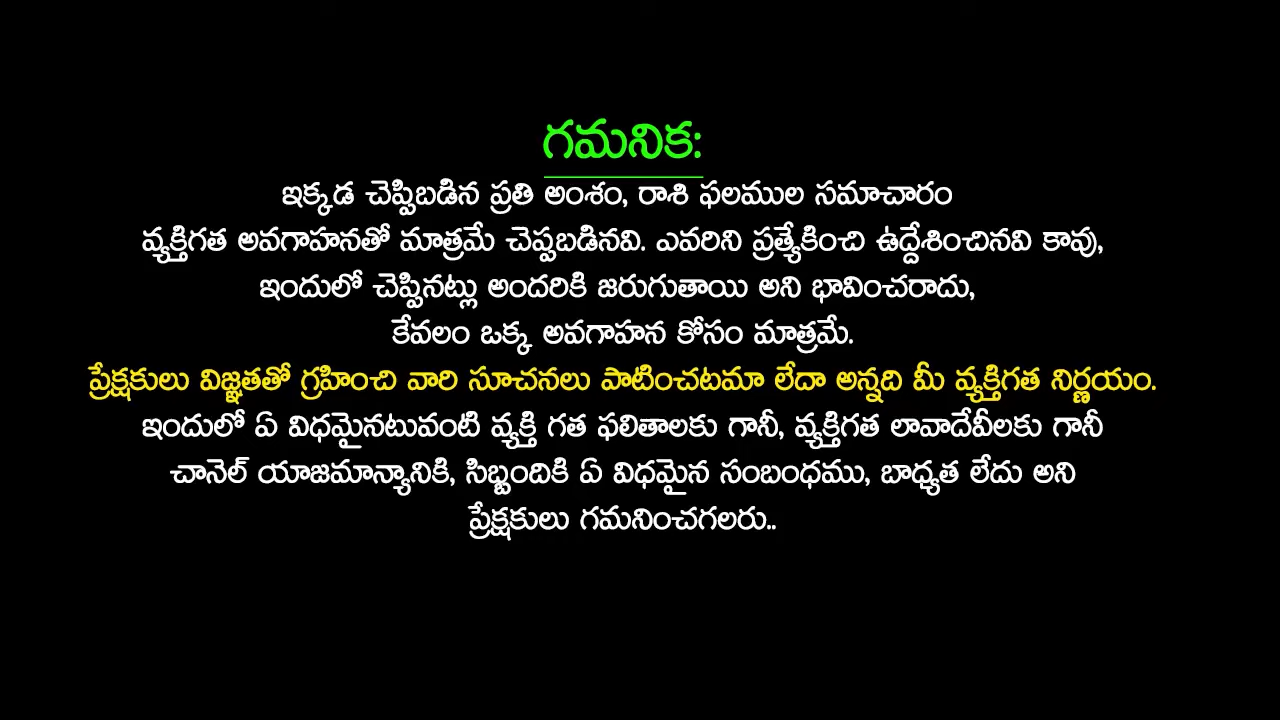 గమనిక:
ఇక్కడ చెప్పిబడిన ప్రతి అంశం, రాశి ఫలముల సమాచారం
వ్యక్తిగత అవగాహనతో మాత్రమే చెప్పబడినవి. ఎవరిని ప్రత్యేకించి ఉద్దేశించినవి కావు,
ఇందులో చెప్పినట్లు అందరికి జరుగుతాయి అని భావించరాదు,
కేవలం ఒక్క అవగాహన కోసం మాత్రమే.
ప్రేక్షకులు విజ్ఞతతో గ్రహించి వారి సూచనలు పాటించటమా లేదా అన్నది మీ వ్యక్తిగత నిర్ణయం.
ఇందులో ఏ విధమైనటువంటి వ్యక్తి గత ఫలితాలకు గానీ, వ్యక్తిగత లావాదేవీలకు గానీ
చానెల్ యాజమాన్యానికి, సిబ్బందికి ఏ విధమైన సంబంధము, బాధ్యత లేదు అని
ప్రేక్షకులు గమనించగలరు..